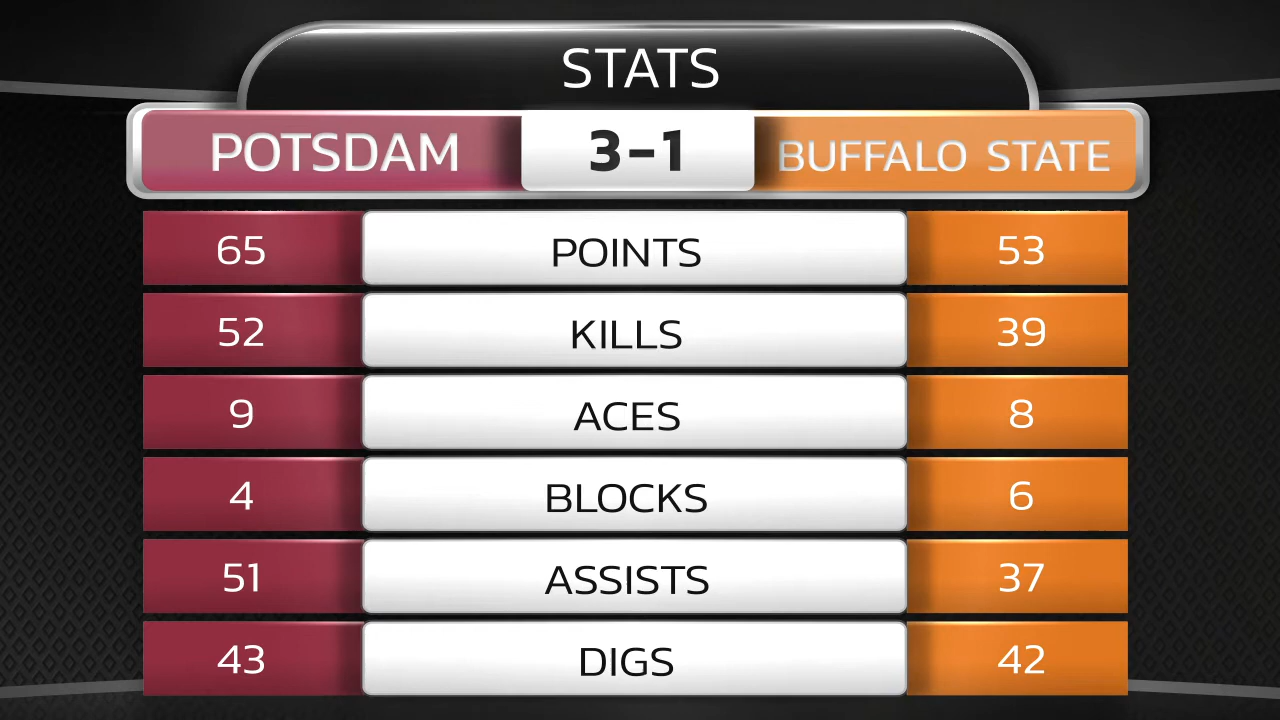 STATS
POTSDAM 3-1 BUFFALO STATE
65 POINTS 53
52 KILLS 39
9 ACES 8
4 BLOCKS 6
51 ASSISTS 37
43 DIGS 42